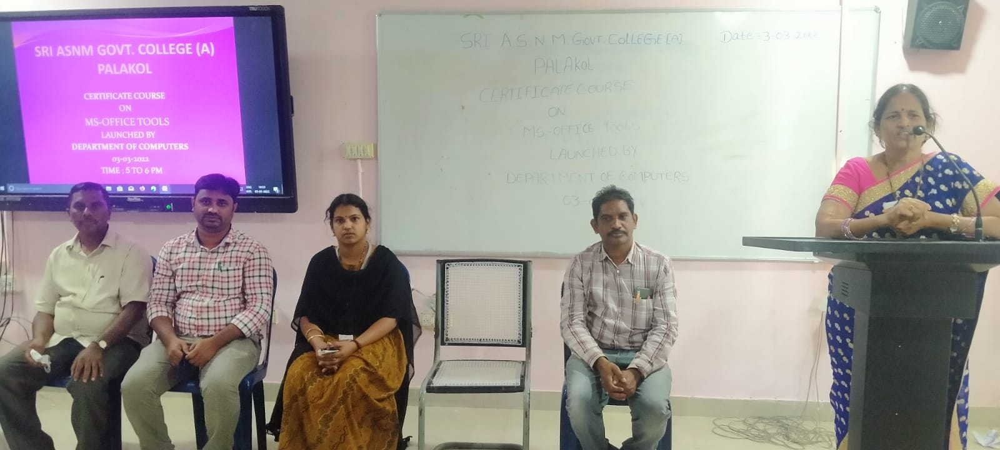 TRUTOUCH
SRI ASNM GOVT. COLLEGE (A)
PALAKOL
CERTIFICATE COURSE
ON
MS-OFFICE TOOLS
LAUNCHED BY
DEPARTMENT OF COMPUTERS
03-03-2022
TIME : 5 TO 6 PM
SRI A.S.N.M. GOVT. COLLEGE (A) Date : 3-03-2022
PALAKOL
CERTIFICATE COURSE
ON
MS-OFFICE TOOLS
LAUNCHED BY
DEPARTMENT OF COMPUTERS